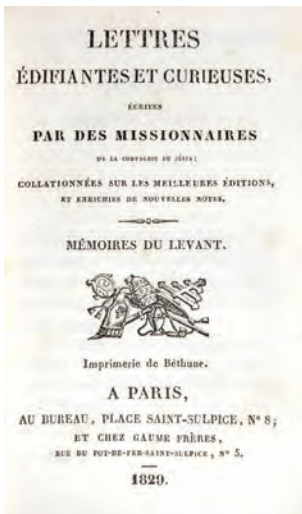 LETTRES
ÉDIFIANTES ET CURIEUSES,
ÉCRITES
PAR DES MISSIONNAIRES
DE LA COMPAGNIE DE JÉSUS;
COLLATIONNÉES SUR LES MEILLEURES ÉDITIONS,
ET ENRICHIES DE NOUVELLES NOTES.
MÉMOIRES DU LEVANT.
Imprimerie de Béthune.
A PARIS,
AU BUREAU, PLACE SAINT-SULPICE, N° 8;
ET CHEZ GAUME FRÈRES,
RUE DU POT-DE-FER-SAINT-SULPICE, N° 5.
1829.